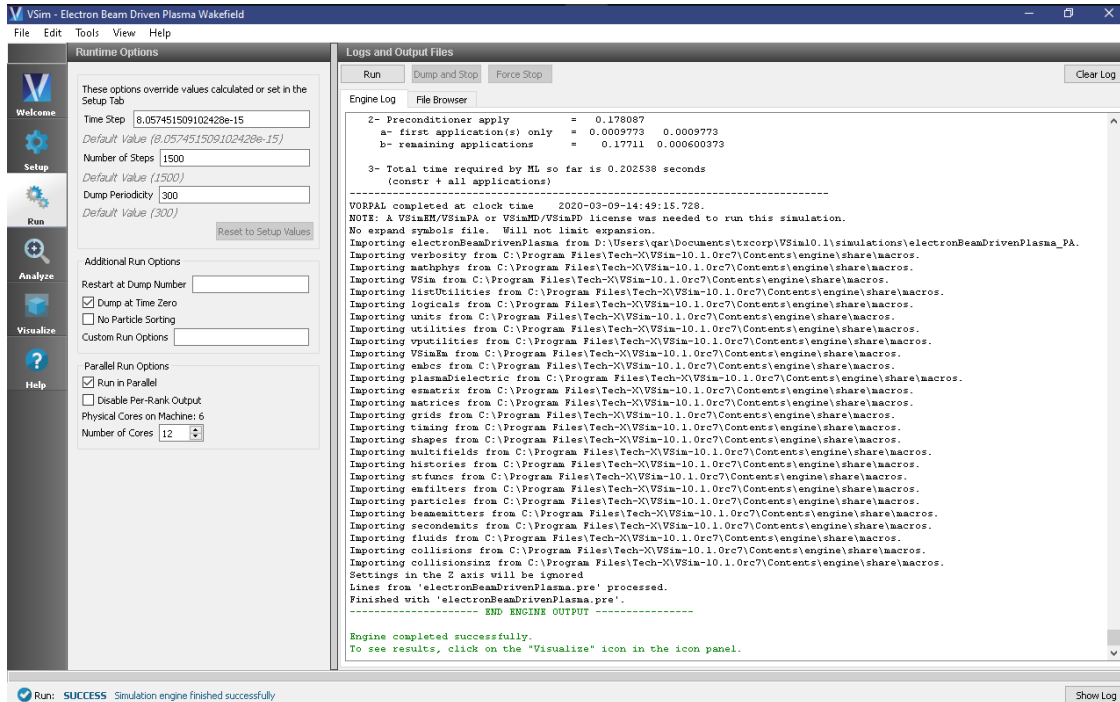 VSim - Electron Beam Driven Plasma Wakefield
File Edit Tools View Help
Welcome
Setup
Run
Analyze
Visualize
Help
Runtime Options
These options override values calculated or set in the
Setup Tab
Time Step 8.057451509102428e-15
Default Value (8.057451509102428e-15)
Number of Steps 1500
Default Value (1500)
Dump Periodicity 300
Default Value (300)
Reset to Setup Values
Additional Run Options
Restart at Dump Number
Dump at Time Zero
No Particle Sorting
Custom Run Options
Parallel Run Options
Run in Parallel
Disable Per-Rank Output
Physical Cores on Machine: 6
Number of Cores 12
Logs and Output Files
Run Dump and Stop Force Stop Clear Log
Engine Log File Browser
2- Preconditioner apply = 0.178087
a- first application(s) only = 0.0009773 0.0009773
b- remaining applications = 0.17711 0.000600373
3- Total time required by ML so far is 0.202538 seconds
(constr + all applications)
--------------------------------------------------------------------------------
VORPAL completed at clock time 2020-03-09-14:49:15.728.
NOTE: A VSimEM/VSimPA or VSimMD/VSimPD license was needed to run this simulation.
No expand symbols file. Will not limit expansion.
Importing electronBeamDrivenPlasma from D:\Users\qar\Documents\txcorp\VSim10.1\simulations\electronBeamDrivenPlasma_PA.
Importing verbosity from C:\Program Files\Tech-X\VSim-10.1.0rc7\Contents\engine\share\macros.
Importing mathphys from C:\Program Files\Tech-X\VSim-10.1.0rc7\Contents\engine\share\macros.
Importing VSim from C:\Program Files\Tech-X\VSim-10.1.0rc7\Contents\engine\share\macros.
Importing listUtilities from C:\Program Files\Tech-X\VSim-10.1.0rc7\Contents\engine\share\macros.
Importing logicals from C:\Program Files\Tech-X\VSim-10.1.0rc7\Contents\engine\share\macros.
Importing units from C:\Program Files\Tech-X\VSim-10.1.0rc7\Contents\engine\share\macros.
Importing utilities from C:\Program Files\Tech-X\VSim-10.1.0rc7\Contents\engine\share\macros.
Importing vputilities from C:\Program Files\Tech-X\VSim-10.1.0rc7\Contents\engine\share\macros.
Importing VSimEm from C:\Program Files\Tech-X\VSim-10.1.0rc7\Contents\engine\share\macros.
Importing embcs from C:\Program Files\Tech-X\VSim-10.1.0rc7\Contents\engine\share\macros.
Importing plasmaDielectric from C:\Program Files\Tech-X\VSim-10.1.0rc7\Contents\engine\share\macros.
Importing esmatrix from C:\Program Files\Tech-X\VSim-10.1.0rc7\Contents\engine\share\macros.
Importing matrices from C:\Program Files\Tech-X\VSim-10.1.0rc7\Contents\engine\share\macros.
Importing grids from C:\Program Files\Tech-X\VSim-10.1.0rc7\Contents\engine\share\macros.
Importing timing from C:\Program Files\Tech-X\VSim-10.1.0rc7\Contents\engine\share\macros.
Importing shapes from C:\Program Files\Tech-X\VSim-10.1.0rc7\Contents\engine\share\macros.
Importing multifields from C:\Program Files\Tech-X\VSim-10.1.0rc7\Contents\engine\share\macros.
Importing histories from C:\Program Files\Tech-X\VSim-10.1.0rc7\Contents\engine\share\macros.
Importing stfuncs from C:\Program Files\Tech-X\VSim-10.1.0rc7\Contents\engine\share\macros.
Importing emfilters from C:\Program Files\Tech-X\VSim-10.1.0rc7\Contents\engine\share\macros.
Importing particles from C:\Program Files\Tech-X\VSim-10.1.0rc7\Contents\engine\share\macros.
Importing beamemitters from C:\Program Files\Tech-X\VSim-10.1.0rc7\Contents\engine\share\macros.
Importing secondemits from C:\Program Files\Tech-X\VSim-10.1.0rc7\Contents\engine\share\macros.
Importing fluids from C:\Program Files\Tech-X\VSim-10.1.0rc7\Contents\engine\share\macros.
Importing collisions from C:\Program Files\Tech-X\VSim-10.1.0rc7\Contents\engine\share\macros.
Importing collisionsinz from C:\Program Files\Tech-X\VSim-10.1.0rc7\Contents\engine\share\macros.
Settings in the Z axis will be ignored
Lines from 'electronBeamDrivenPlasma.pre' processed.
Finished with 'electronBeamDrivenPlasma.pre'.
--------------------- END ENGINE OUTPUT ----------------
Engine completed successfully.
To see results, click on the "Visualize" icon in the icon panel.
Run: SUCCESS Simulation engine finished successfully
Show Log